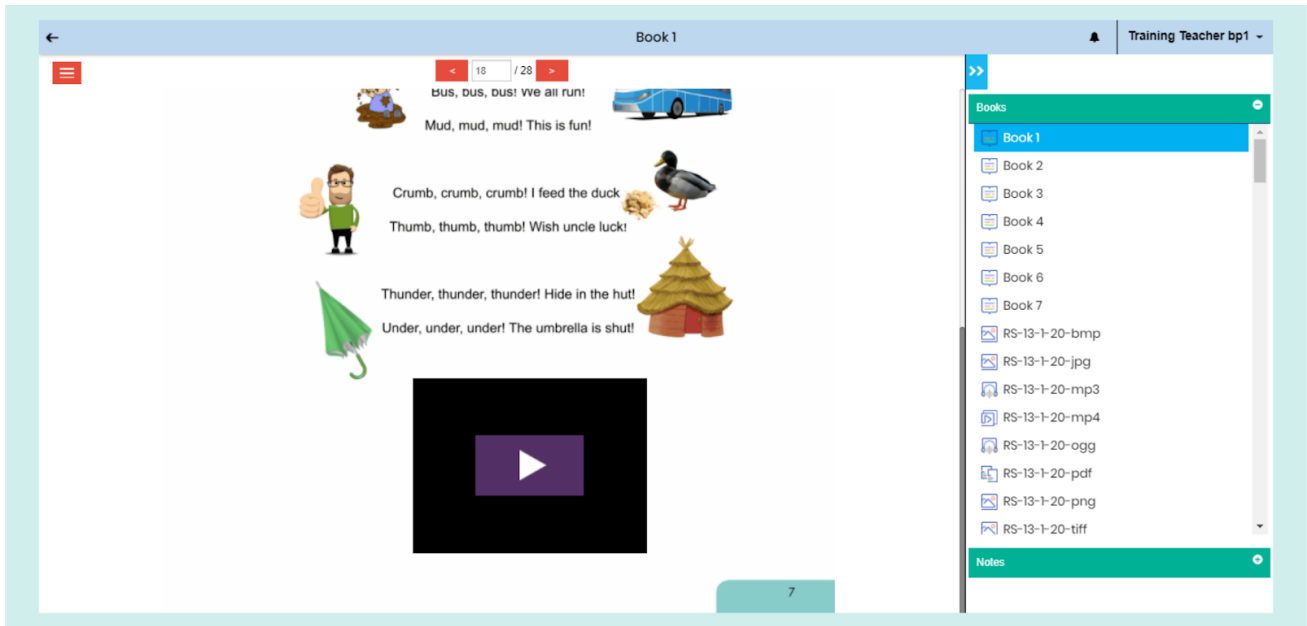 Book 1
Training Teacher bp1
< 18 / 28 >
Bus, bus, bus! We all run!
Mud, mud, mud! This is fun!
Crumb, crumb, crumb! I feed the duck
Thumb, thumb, thumb! Wish uncle luck!
Thunder, thunder, thunder! Hide in the hut!
Under, under, under! The umbrella is shut!
7
Books
Book 1
Book 2
Book 3
Book 4
Book 5
Book 6
Book 7
RS-13-1-20-bmp
RS-13-1-20-jpg
RS-13-1-20-mp3
RS-13-1-20-mp4
RS-13-1-20-ogg
RS-13-1-20-pdf
RS-13-1-20-png
RS-13-1-20-tiff
Notes